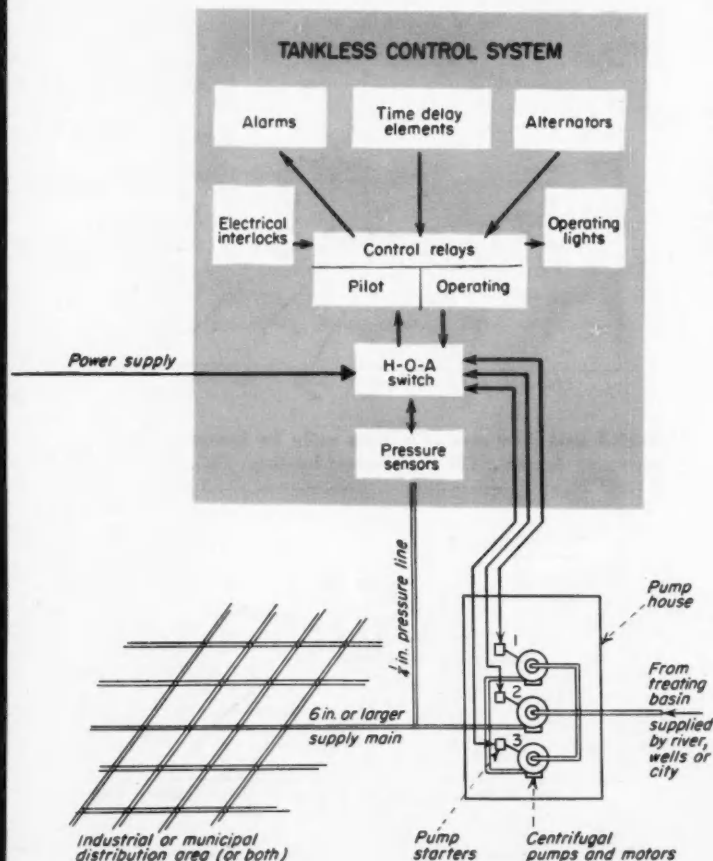 TANKLESS CONTROL SYSTEM
Alarms
Time delay
elements
Alternators
Electrical
interlocks
Control relays
Operating
lights
Pilot
Operating
Power supply
H-O-A
switch
Pressure
sensors
in. pressure line
Pump
house
1
2
3
From
treating
basin
supplied
by river,
wells or
city
6 in. or larger
supply main
Industrial or municipal
distribution area (or both)
Pump
starters
Centrifugal
pumps and motors